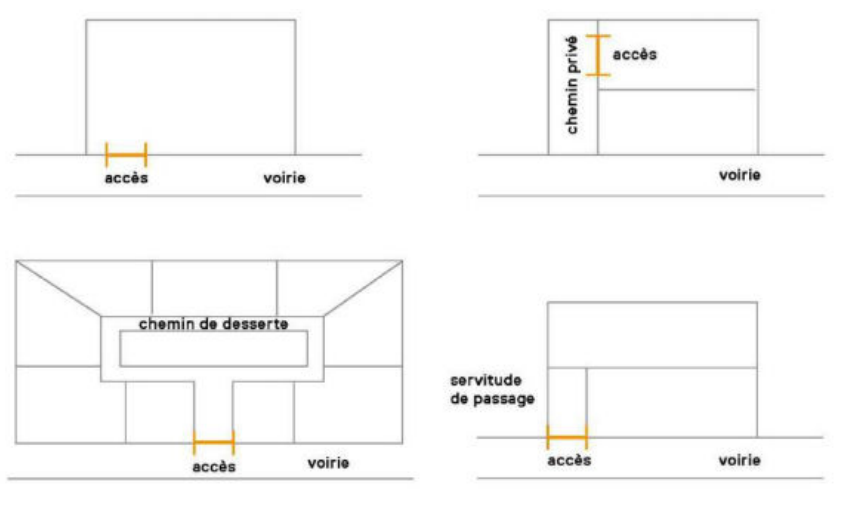 accès
voirie
chemin privé
accès
voirie
chemin de desserte
accès
voirie
servitude
de passage
accès
voirie